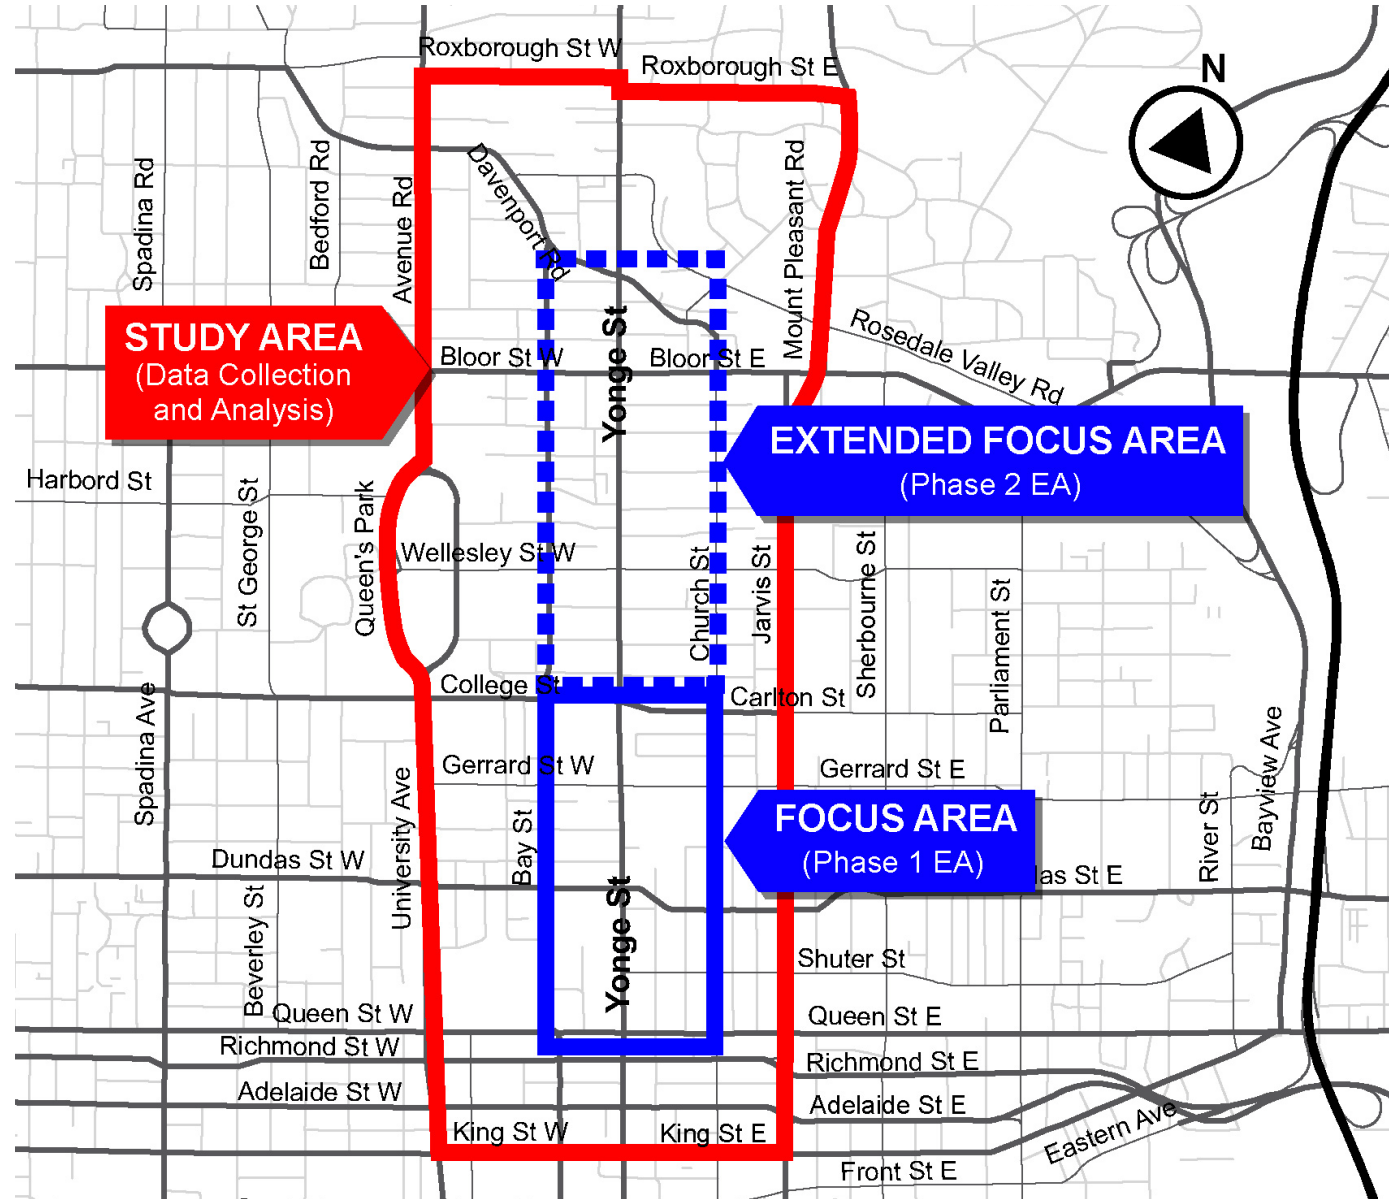 Roxborough St W
Roxborough St E
N
Spadina Rd
Bedford Rd
Avenue Rd
Davenport Rd
Mount Pleasant Rd
STUDY AREA
(Data Collection
and Analysis)
Bloor St W
Yonge St
Bloor St E
Rosedale Valley Rd
EXTENDED FOCUS AREA
(Phase 2 EA)
Harbord St
St George St
Queen's Park
Wellesley St W
Church St
Jarvis St
Sherbourne St
Parliament St
College St
Carlton St
Spadina Ave
Gerrard St W
Gerrard St E
University Ave
Bay St
FOCUS AREA
(Phase 1 EA)
River St
Bayview Ave
Dundas St W
las St E
Beverley St
Yonge St
Shuter St
Queen St W
Queen St E
Richmond St W
Richmond St E
Adelaide St W
Adelaide St E
King St W
King St E
Eastern Ave
Front St E